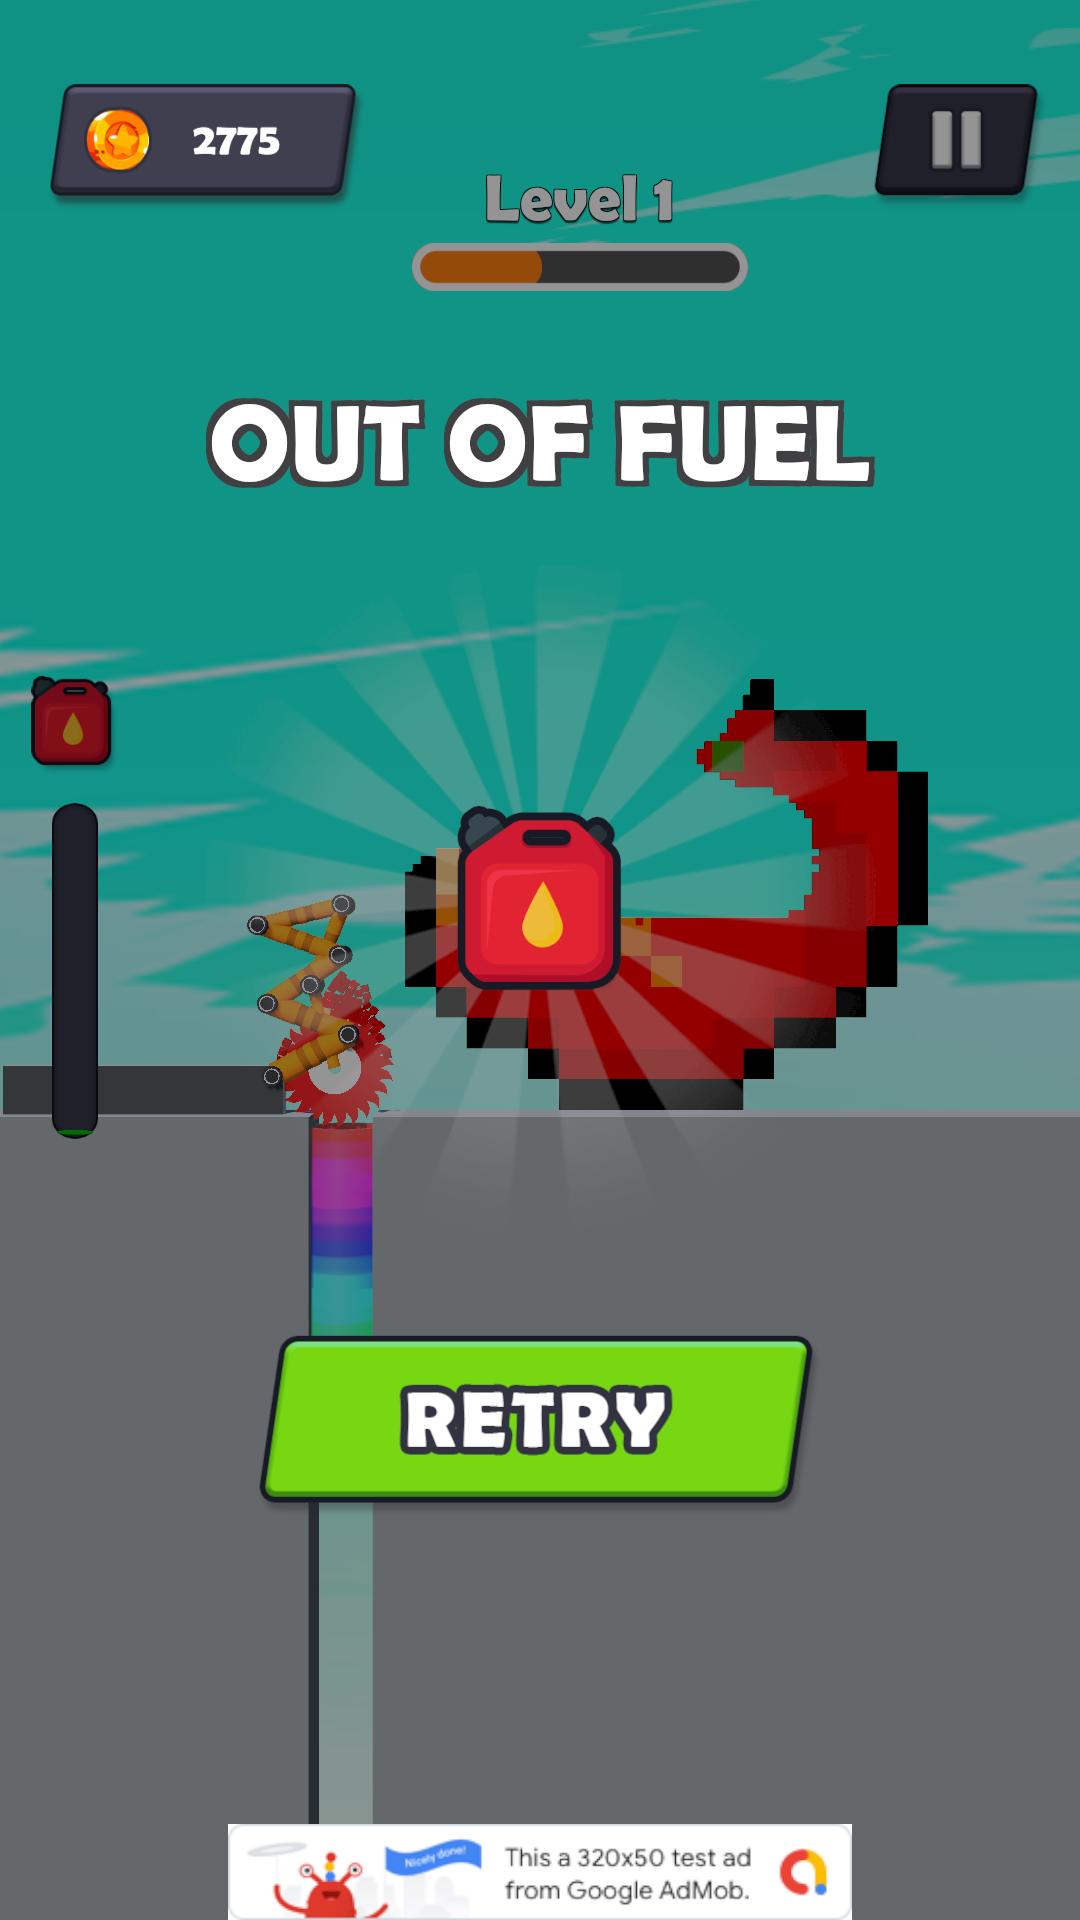 2775
Level 1
OUT OF FUEL
RETRY
Nicely done!
This a 320x50 test ad
from Google AdMob.